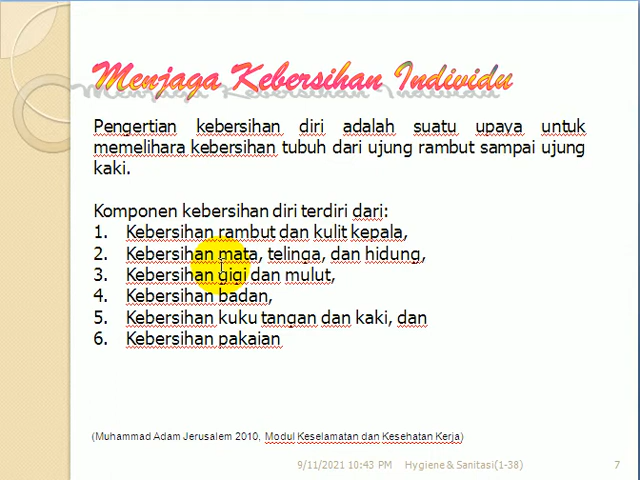 Menjaga Kebersihan Individu
Pengertian kebersihan diri adalah suatu upaya untuk
memelihara kebersihan tubuh dari ujung rambut sampai ujung
kaki.
Komponen kebersihan diri terdiri dari:
1. Kebersihan rambut dan kulit kepala,
2. Kebersihan mata, telinga, dan hidung,
3. Kebersihan gigi dan mulut,
4. Kebersihan badan,
5. Kebersihan kuku tangan dan kaki, dan
6. Kebersihan pakaian
(Muhammad Adam Jerusalem 2010, Modul Keselamatan dan Kesehatan Kerja)
9/11/2021 10:43 PM Hygiene & Sanitasi(1-38) 7